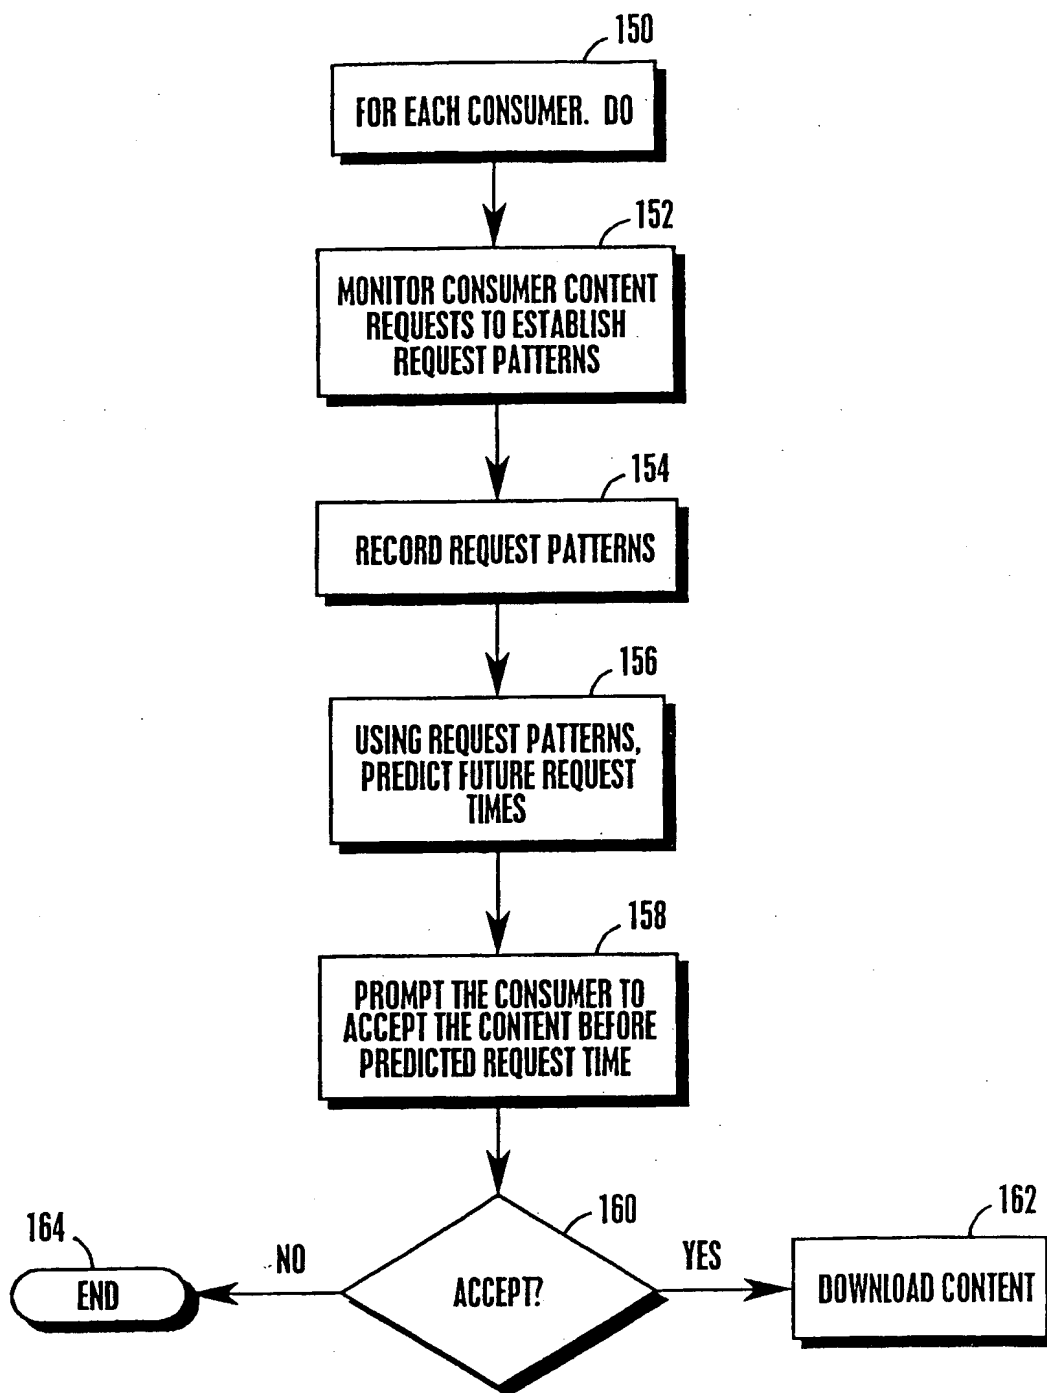 150
FOR EACH CONSUMER. DO
152
MONITOR CONSUMER CONTENT
REQUESTS TO ESTABLISH
REQUEST PATTERNS
154
RECORD REQUEST PATTERNS
156
USING REQUEST PATTERNS,
PREDICT FUTURE REQUEST
TIMES
158
PROMPT THE CONSUMER TO
ACCEPT THE CONTENT BEFORE
PREDICTED REQUEST TIME
160
ACCEPT?
164
NO
END
162
YES
DOWNLOAD CONTENT